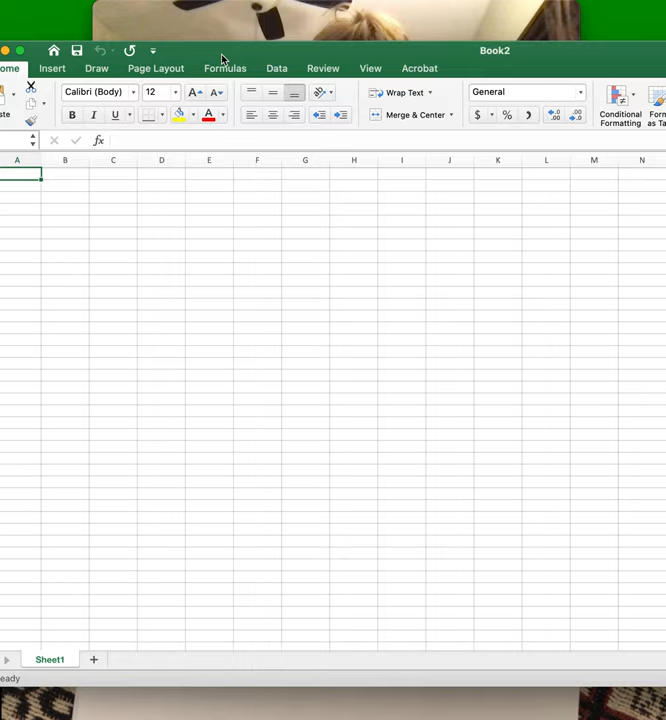 Book2
ome Insert Draw Page Layout Formulas Data Review View Acrobat
ste Calibri (Body) 12 A A Wrap Text General
B I U A Merge & Center $ % Conditional
Formatting Form
as Ta
fx
A B C D E F G H I J K L M N
Sheet1 +
eady